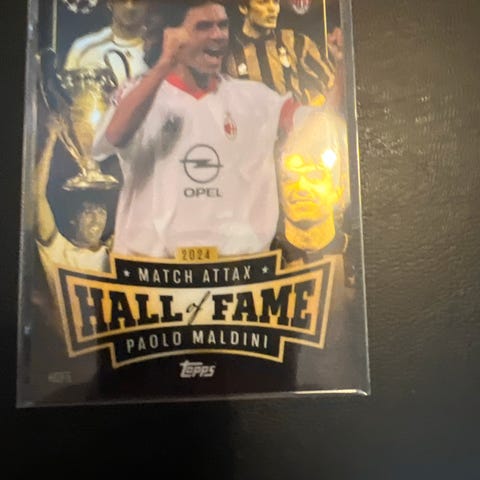 OPEL
2024
★ MATCH ATTAX ★
HALL of FAME
PAOLO MALDINI
Topps